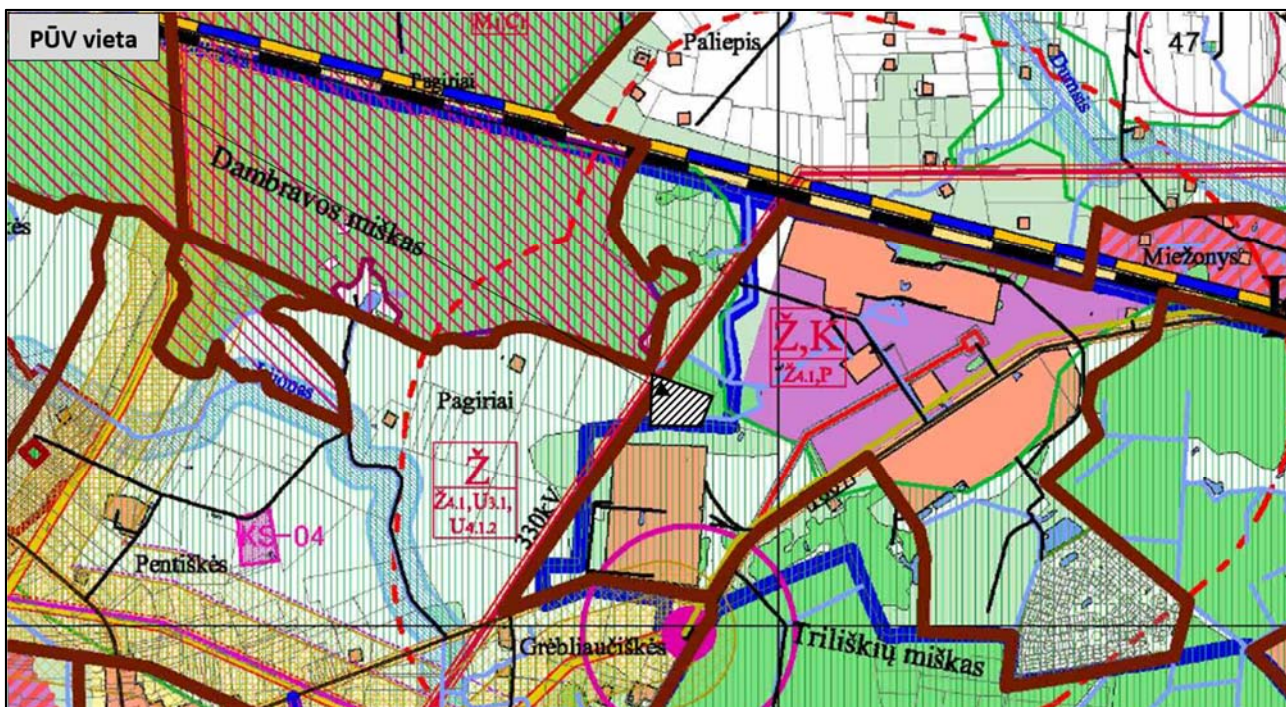 PŪV vieta
M1C1
Paliepis
47
Pagiriai
Dumsis
Dambravos miškas
Miežonys
Ž,K
Ž4.1,P
Pagiriai
Ž
Ž4.1, U3.1,
U4.1.2
330kV
KS-04
Pentiškės
Grėbliaučiškės
Triliškių miškas